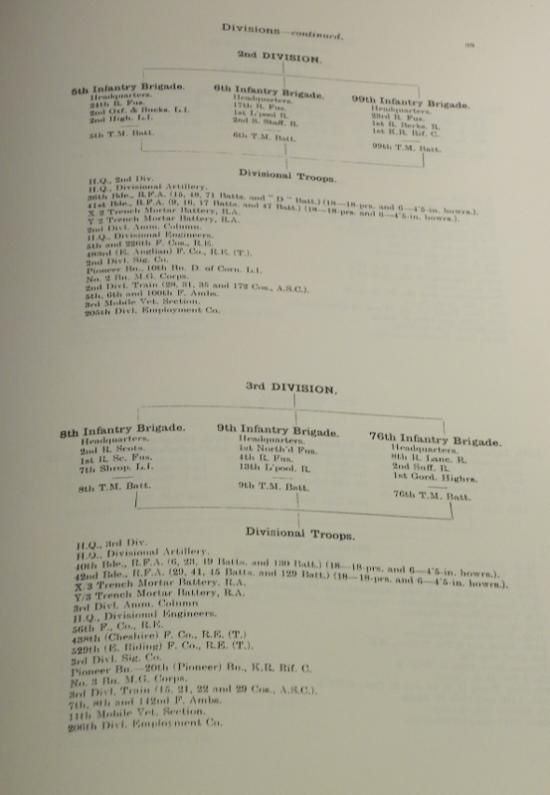 Divisions—continued.
2nd DIVISION.
5th Infantry Brigade.
Headquarters.
24th R. Fus.
2nd Oxf. & Bucks. L.I.
2nd High. L.I.
5th T.M. Batt.
6th Infantry Brigade.
Headquarters.
17th R. Fus.
1st L'pool R.
2nd S. Staff. R.
6th T.M. Batt.
99th Infantry Brigade.
Headquarters.
23rd R. Fus.
1st R. Berks. R.
1st K.R. Rif. C.
99th T.M. Batt.
Divisional Troops.
H.Q., 2nd Div.
H.Q., Divisional Artillery.
36th Bde., R.F.A. (15, 48, 71 Batts. and "D" Batt.) (18—18-prs. and 6—4·5-in. howrs.).
41st Bde., R.F.A. (9, 16, 17 Batts. and 47 Batt.) (18—18-prs. and 6—4·5-in. howrs.).
X 2 Trench Mortar Battery, R.A.
Y 2 Trench Mortar Battery, R.A.
2nd Divl. Amm. Column.
H.Q., Divisional Engineers.
5th and 226th F. Cos., R.E.
483rd (E. Anglian) F. Co., R.E. (T.).
2nd Divl. Sig. Co.
Pioneer Bn., 10th Bn. D. of Corn. L.I.
No. 2 Bn. M.G. Corps.
2nd Divl. Train (28, 31, 35 and 172 Cos., A.S.C.).
5th, 6th and 100th F. Ambs.
3rd Mobile Vet. Section.
205th Divl. Employment Co.
3rd DIVISION.
8th Infantry Brigade.
Headquarters.
2nd R. Scots.
1st R. Sc. Fus.
7th Shrop. L.I.
8th T.M. Batt.
9th Infantry Brigade.
Headquarters.
1st North'd Fus.
4th R. Fus.
13th L'pool. R.
9th T.M. Batt.
76th Infantry Brigade.
Headquarters.
8th R. Lanc. R.
2nd Suff. R.
1st Gord. Highrs.
76th T.M. Batt.
Divisional Troops.
H.Q., 3rd Div.
H.Q., Divisional Artillery.
40th Bde., R.F.A. (6, 23, 49 Batts. and 130 Batt.) (18—18-prs. and 6—4·5-in. howrs.).
42nd Bde., R.F.A. (29, 41, 45 Batts. and 129 Batt.) (18—18-prs. and 6—4·5-in. howrs.).
X/3 Trench Mortar Battery, R.A.
Y/3 Trench Mortar Battery, R.A.
3rd Divl. Amm. Column
H.Q., Divisional Engineers.
56th F., Co., R.E.
438th (Cheshire) F. Co., R.E. (T.)
529th (E. Riding) F. Co., R.E. (T.).
3rd Divl. Sig. Co.
Pioneer Bn.—20th (Pioneer) Bn., K.R. Rif. C.
No. 3 Bn. M.G. Corps.
3rd Divl. Train (15, 21, 22 and 29 Cos., A.S.C.).
7th, 8th and 142nd F. Ambs.
11th Mobile Vet. Section.
206th Divl. Employment Co.